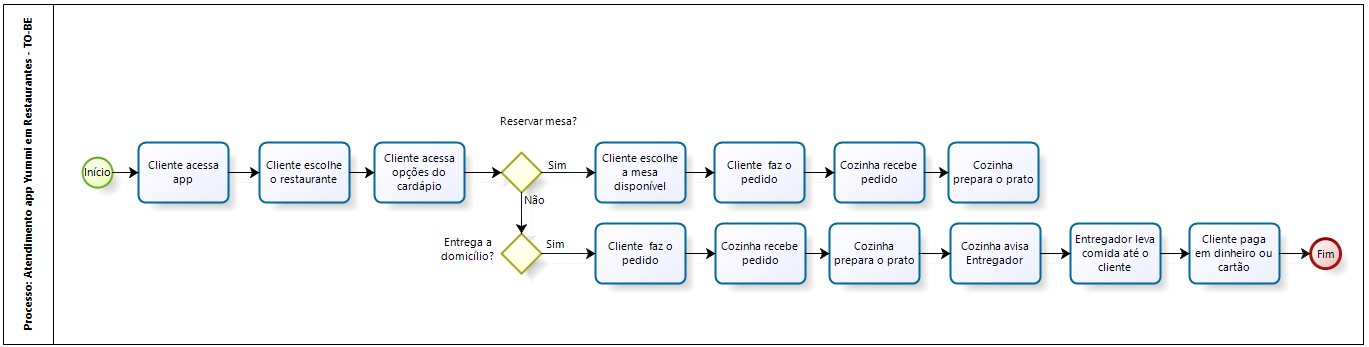 Processo: Atendimento app Yummi em Restaurantes - TO-BE
Início
Cliente acessa
app
Cliente escolhe
o restaurante
Cliente acessa
opções do
cardápio
Reservar mesa?
Sim
Não
Cliente escolhe
a mesa
disponível
Cliente faz o
pedido
Cozinha recebe
pedido
Cozinha
prepara o prato
Entrega a
domicílio?
Sim
Cliente faz o
pedido
Cozinha recebe
pedido
Cozinha
prepara o prato
Cozinha avisa
Entregador
Entregador leva
comida até o
cliente
Cliente paga
em dinheiro ou
cartão
Fim